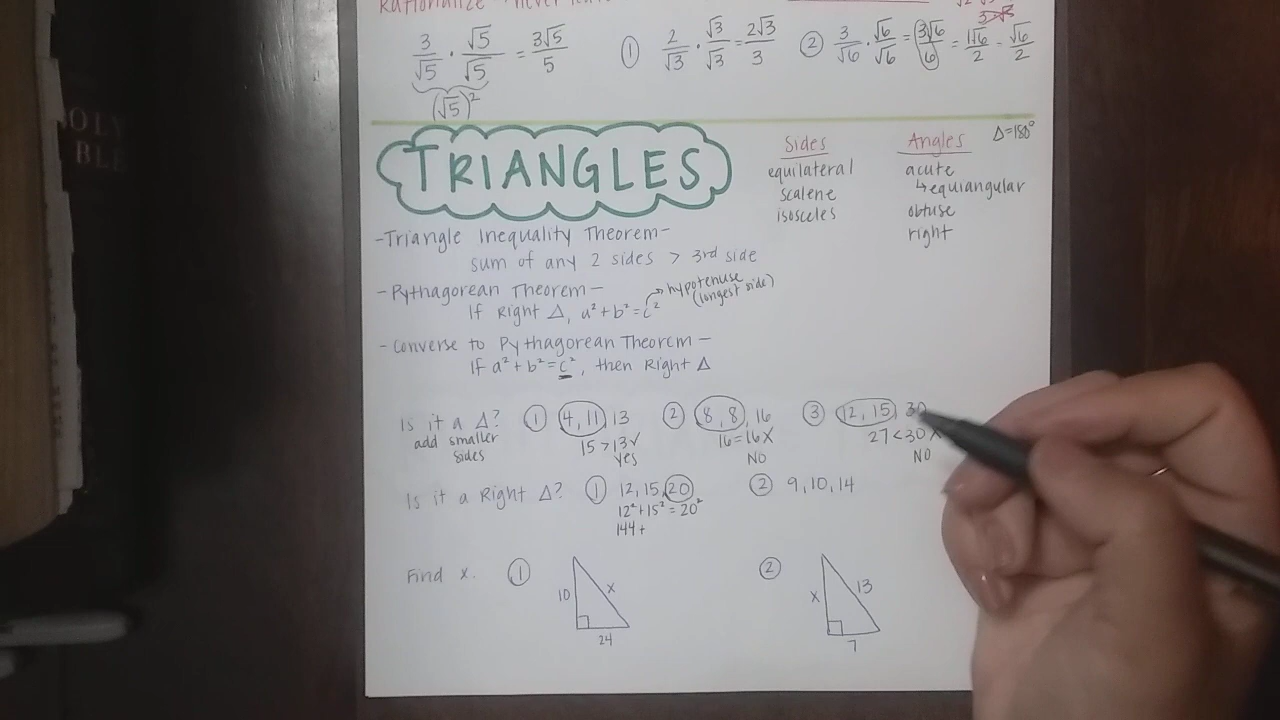 Rationalize
3/√5 · √5/√5 = 3√5/5
(√5)²
① 2/√3 · √3/√3 = 2√3/3
② 3/√6 · √6/√6 = 3√6/6 = 1√6/2 = √6/2
TRIANGLES
Sides
equilateral
scalene
isosceles
Angles
acute
↳equiangular
obtuse
right
Δ=180°
-Triangle Inequality Theorem-
sum of any 2 sides > 3rd side
-Pythagorean Theorem-
If Right Δ, a²+b²=c²
→hypotenuse
(longest side)
-Converse to Pythagorean Theorem-
If a²+b²=c², then Right Δ
Is it a Δ?
add smaller
sides
① 4,11,13
15>13✓
Yes
② 8,8,16
16=16X
NO
③ 12,15,30
27<30X
NO
Is it a Right Δ?
① 12,15,20
12²+15²=20²
144+
② 9,10,14
Find x.
①
10
x
24
②
x
13
7